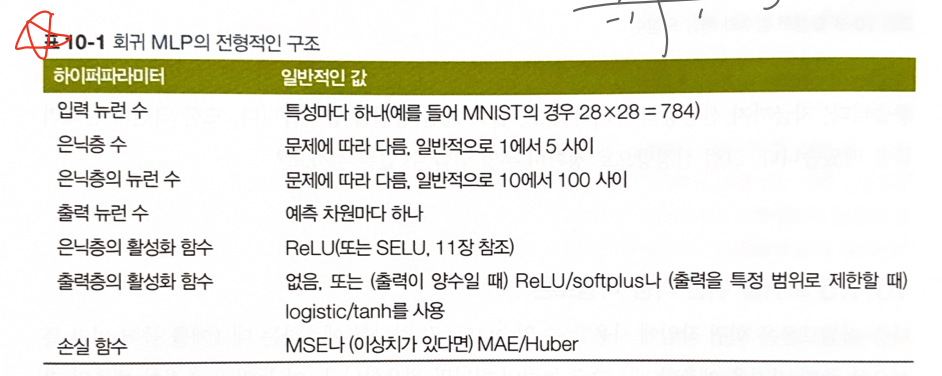 표 10-1 회귀 MLP의 전형적인 구조
하이퍼파라미터 일반적인 값
입력 뉴런 수 특성마다 하나(예를 들어 MNIST의 경우 28×28 = 784)
은닉층 수 문제에 따라 다름, 일반적으로 1에서 5 사이
은닉층의 뉴런 수 문제에 따라 다름, 일반적으로 10에서 100 사이
출력 뉴런 수 예측 차원마다 하나
은닉층의 활성화 함수 ReLU(또는 SELU, 11장 참조)
출력층의 활성화 함수 없음, 또는 (출력이 양수일 때) ReLU/softplus나 (출력을 특정 범위로 제한할 때)
logistic/tanh를 사용
손실 함수 MSE나 (이상치가 있다면) MAE/Huber